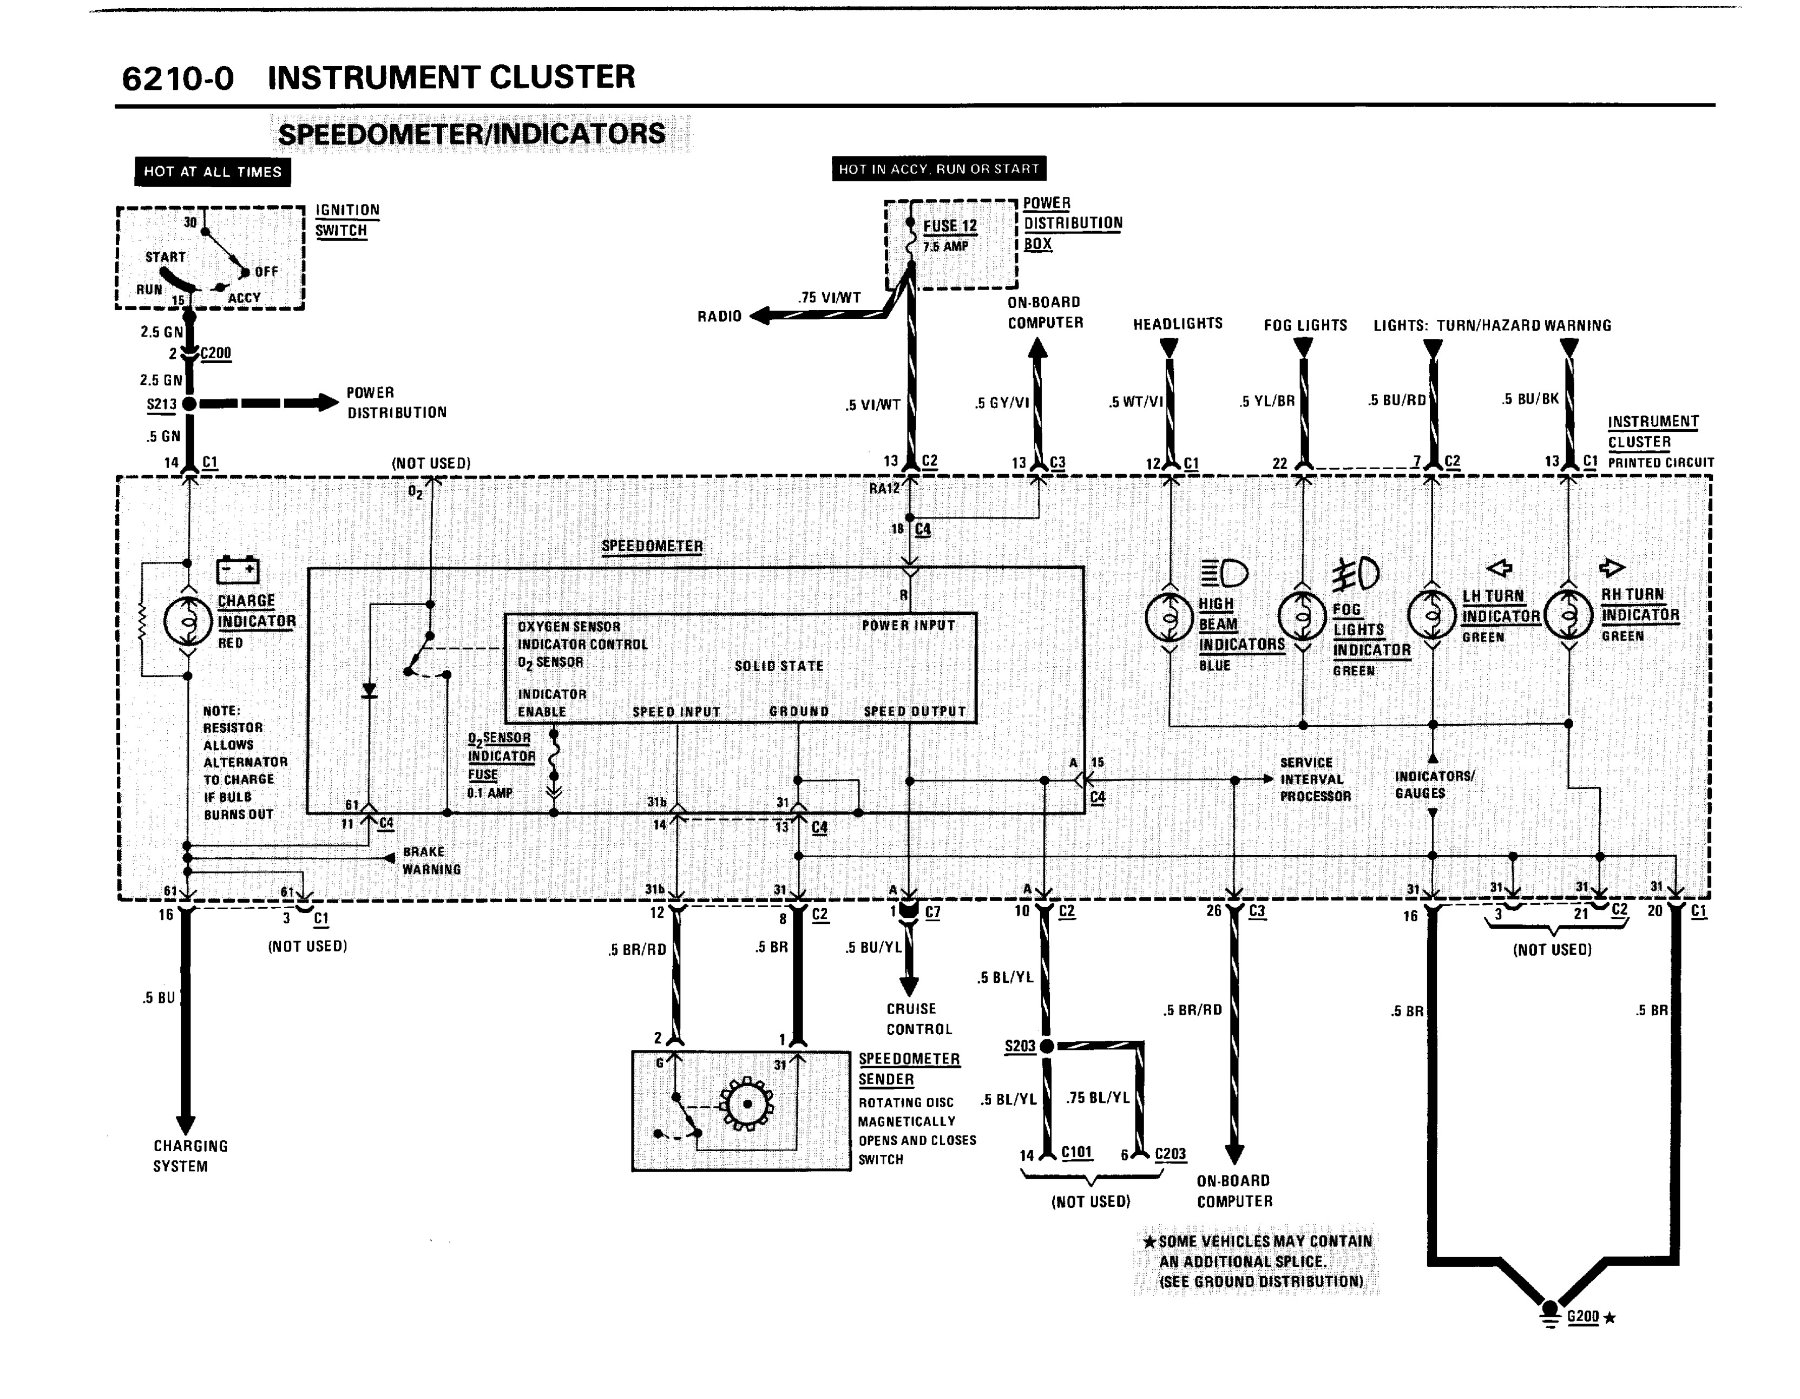 6210-0 INSTRUMENT CLUSTER
SPEEDOMETER/INDICATORS
HOT AT ALL TIMES
HOT IN ACCY, RUN OR START
IGNITION
SWITCH
30
START
OFF
RUN
15
ACCY
POWER
DISTRIBUTION
BOX
FUSE 12
7.5 AMP
.75 VI/WT
RADIO
ON-BOARD
COMPUTER
HEADLIGHTS
FOG LIGHTS
LIGHTS: TURN/HAZARD WARNING
2.5 GN
2 C200
2.5 GN
S213
POWER
DISTRIBUTION
.5 GN
.5 VI/WT
.5 GY/VI
.5 WT/VI
.5 YL/BR
.5 BU/RD
.5 BU/BK
INSTRUMENT
CLUSTER
PRINTED CIRCUIT
14 C1
(NOT USED)
13 C2
13 C3
12 C1
22
7 C2
13 C1
O2
RA12
18 C4
SPEEDOMETER
R
CHARGE
INDICATOR
RED
OXYGEN SENSOR
INDICATOR CONTROL
O2 SENSOR
POWER INPUT
SOLID STATE
INDICATOR
ENABLE
SPEED INPUT
GROUND
SPEED OUTPUT
HIGH
BEAM
INDICATORS
BLUE
FOG
LIGHTS
INDICATOR
GREEN
LH TURN
INDICATOR
GREEN
RH TURN
INDICATOR
GREEN
NOTE:
RESISTOR
ALLOWS
ALTERNATOR
TO CHARGE
IF BULB
BURNS OUT
O2 SENSOR
INDICATOR
FUSE
0.1 AMP
A 15
C4
SERVICE
INTERVAL
PROCESSOR
INDICATORS/
GAUGES
61
11 C4
31b
14
31
13 C4
BRAKE
WARNING
61
16
61
3 C1
(NOT USED)
31b
12
31
8 C2
A
1 C7
A
10 C2
26 C3
31
16
31
3
31
21 C2
31
20 C1
(NOT USED)
.5 BU
.5 BR/RD
.5 BR
.5 BU/YL
.5 BL/YL
.5 BR/RD
.5 BR
.5 BR
CRUISE
CONTROL
2
1
G
31
SPEEDOMETER
SENDER
ROTATING DISC
MAGNETICALLY
OPENS AND CLOSES
SWITCH
S203
.5 BL/YL
.75 BL/YL
14 C101
6 C203
(NOT USED)
CHARGING
SYSTEM
ON-BOARD
COMPUTER
★SOME VEHICLES MAY CONTAIN
AN ADDITIONAL SPLICE.
(SEE GROUND DISTRIBUTION)
G200 ★